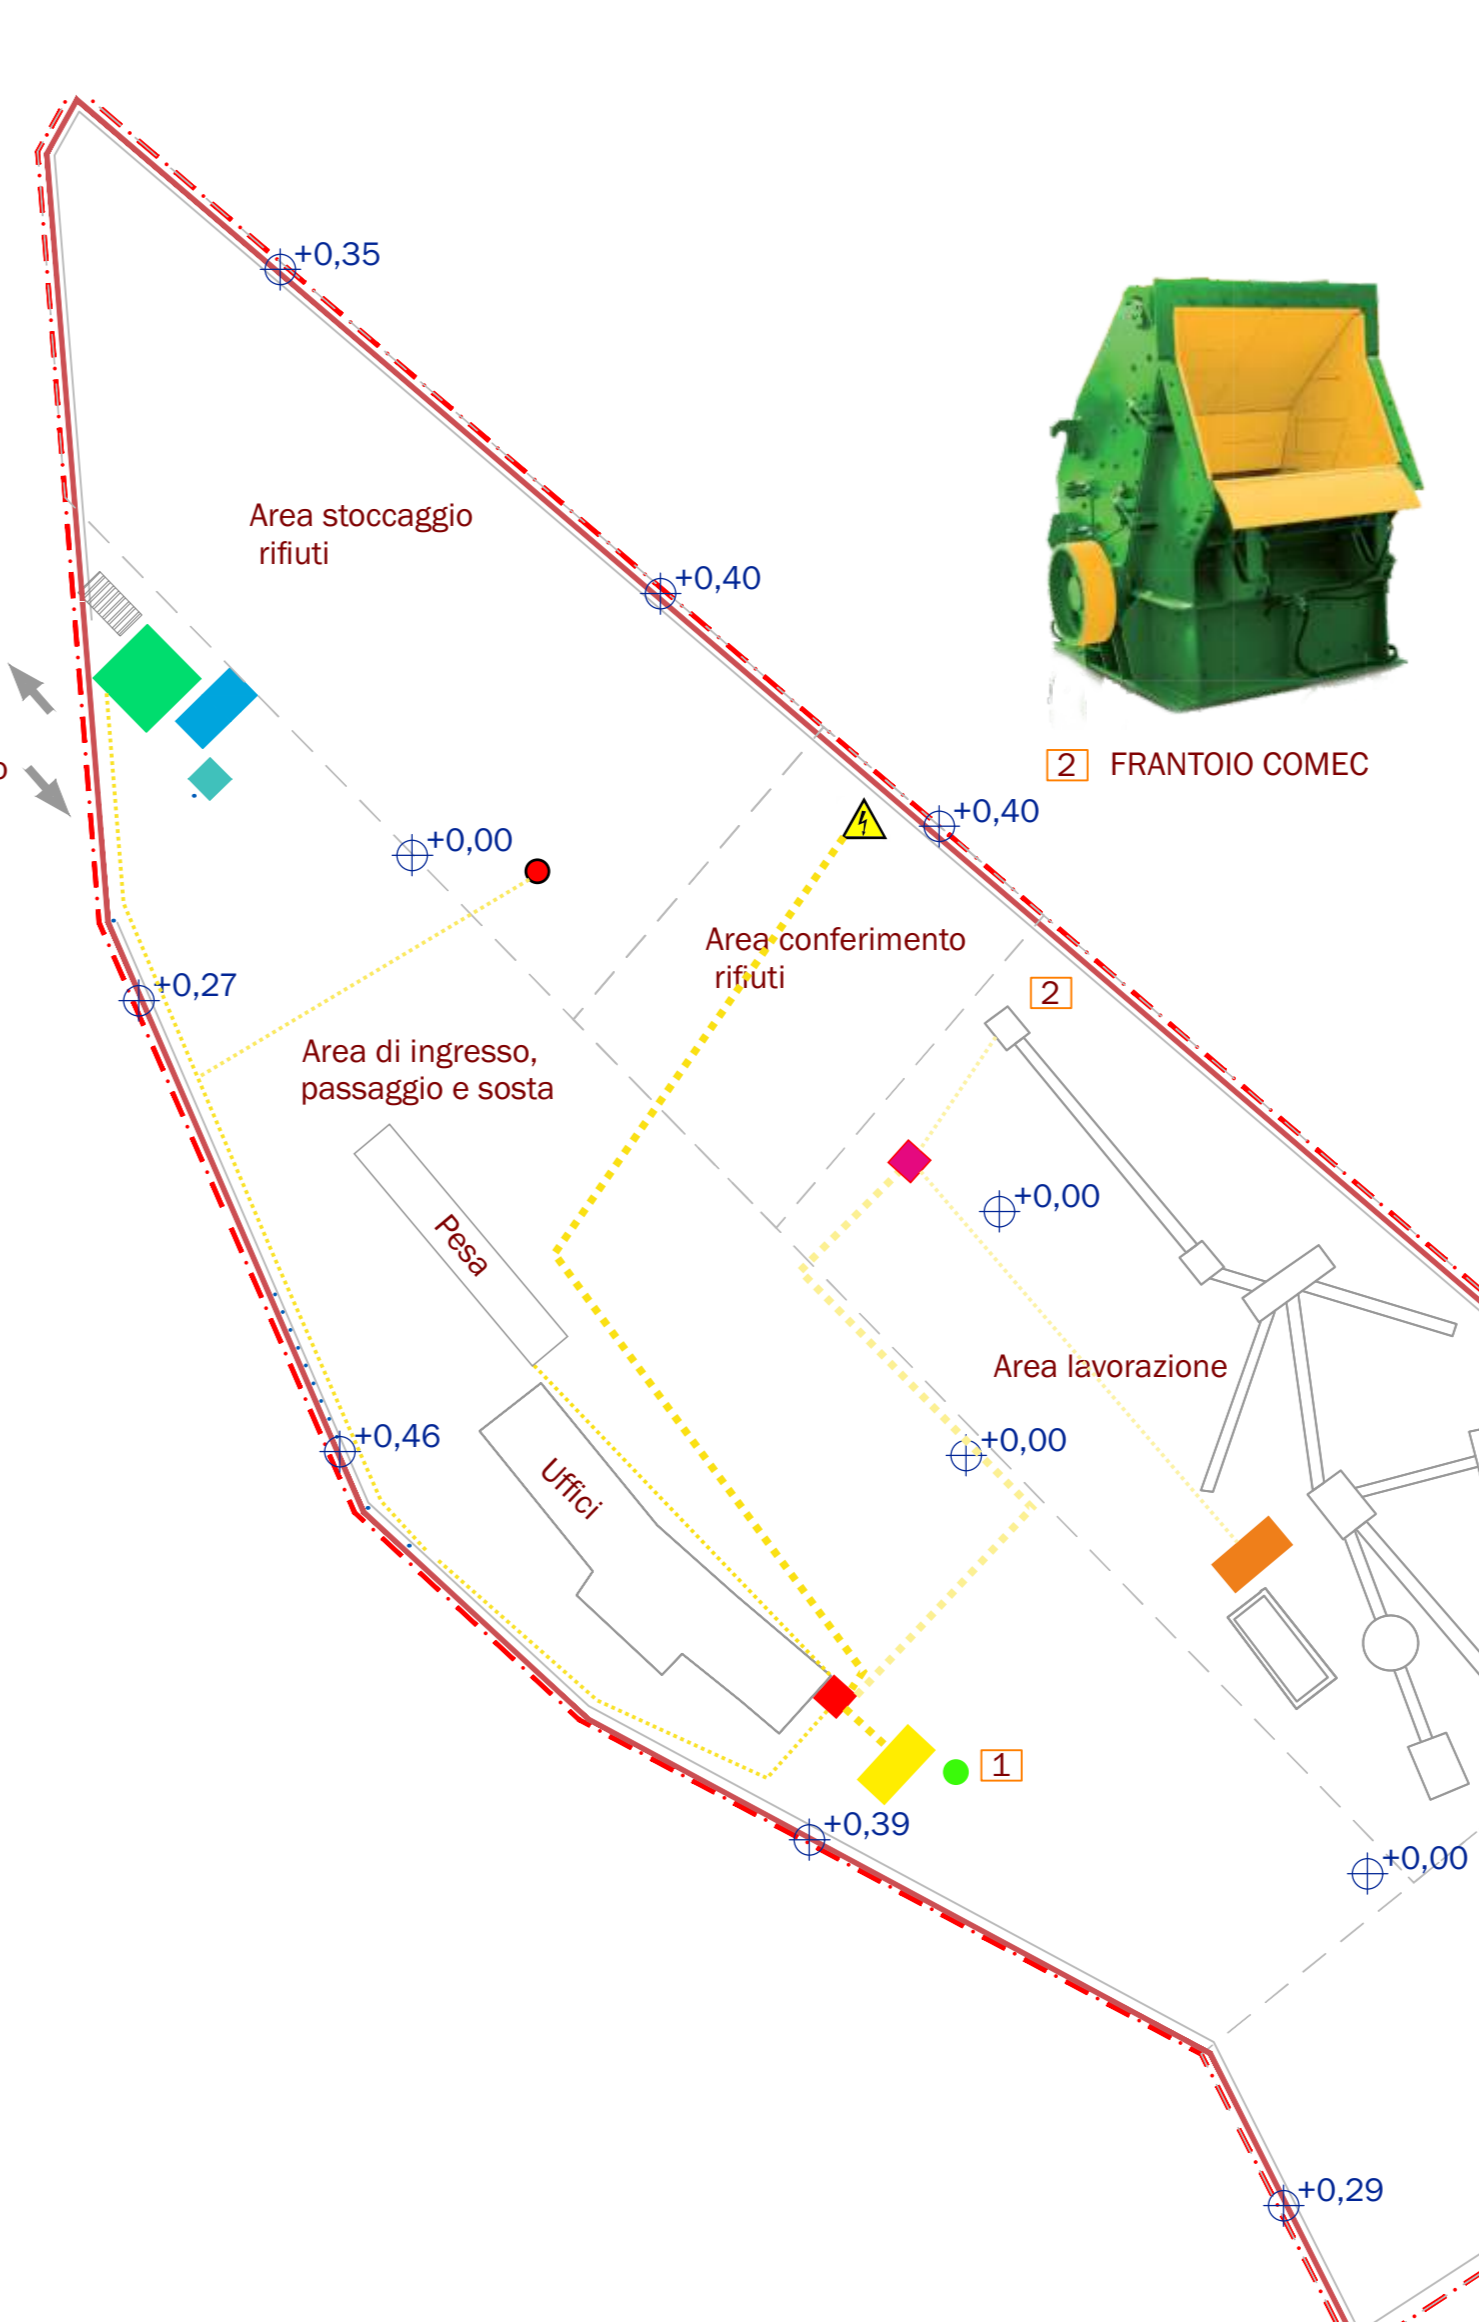 +0,35
Area stoccaggio
rifiuti
+0,40
2 FRANTOIO COMEC
o
+0,40
+0,00
Area conferimento
rifiuti
+0,27
2
Area di ingresso,
passaggio e sosta
+0,00
Pesa
Area lavorazione
+0,46
+0,00
Uffici
1
+0,39
+0,00
+0,29